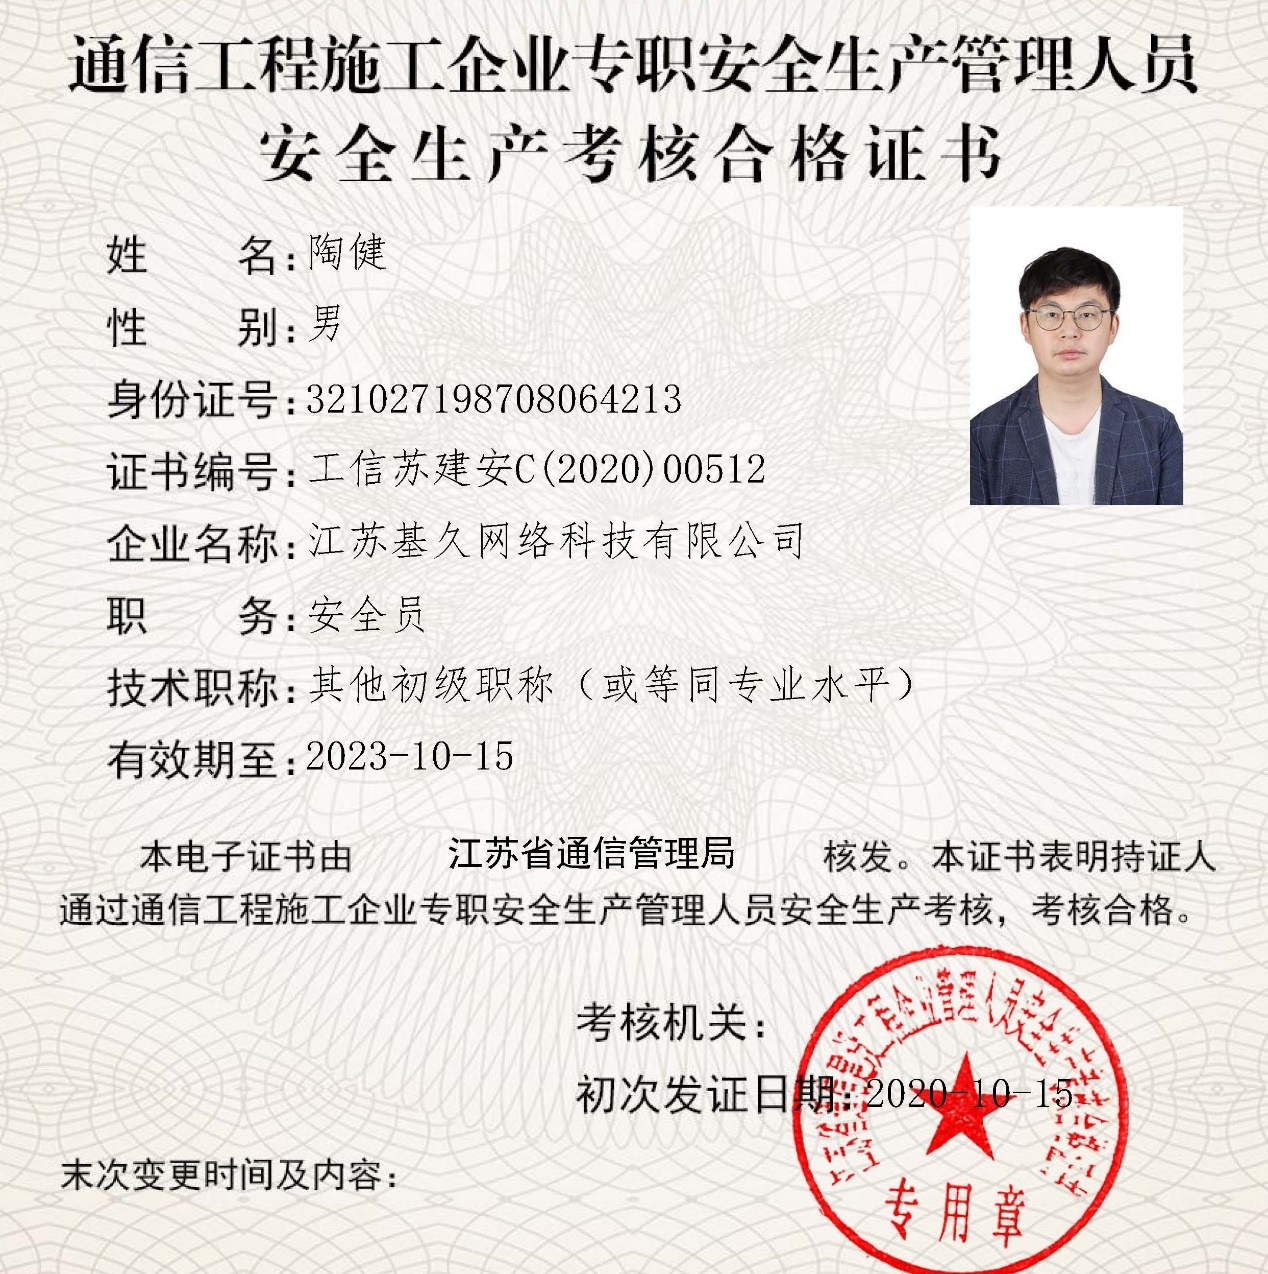 通信工程施工企业专职安全生产管理人员
安全生产考核合格证书
姓名:陶健
性别:男
身份证号:321027198708064213
证书编号:工信苏建安C(2020)00512
企业名称:江苏基久网络科技有限公司
职务:安全员
技术职称:其他初级职称（或等同专业水平）
有效期至:2023-10-15
本电子证书由 江苏省通信管理局 核发。本证书表明持证人
通过通信工程施工企业专职安全生产管理人员安全生产考核，考核合格。
考核机关：
初次发证日期:2020-10-15
末次变更时间及内容：
专用章